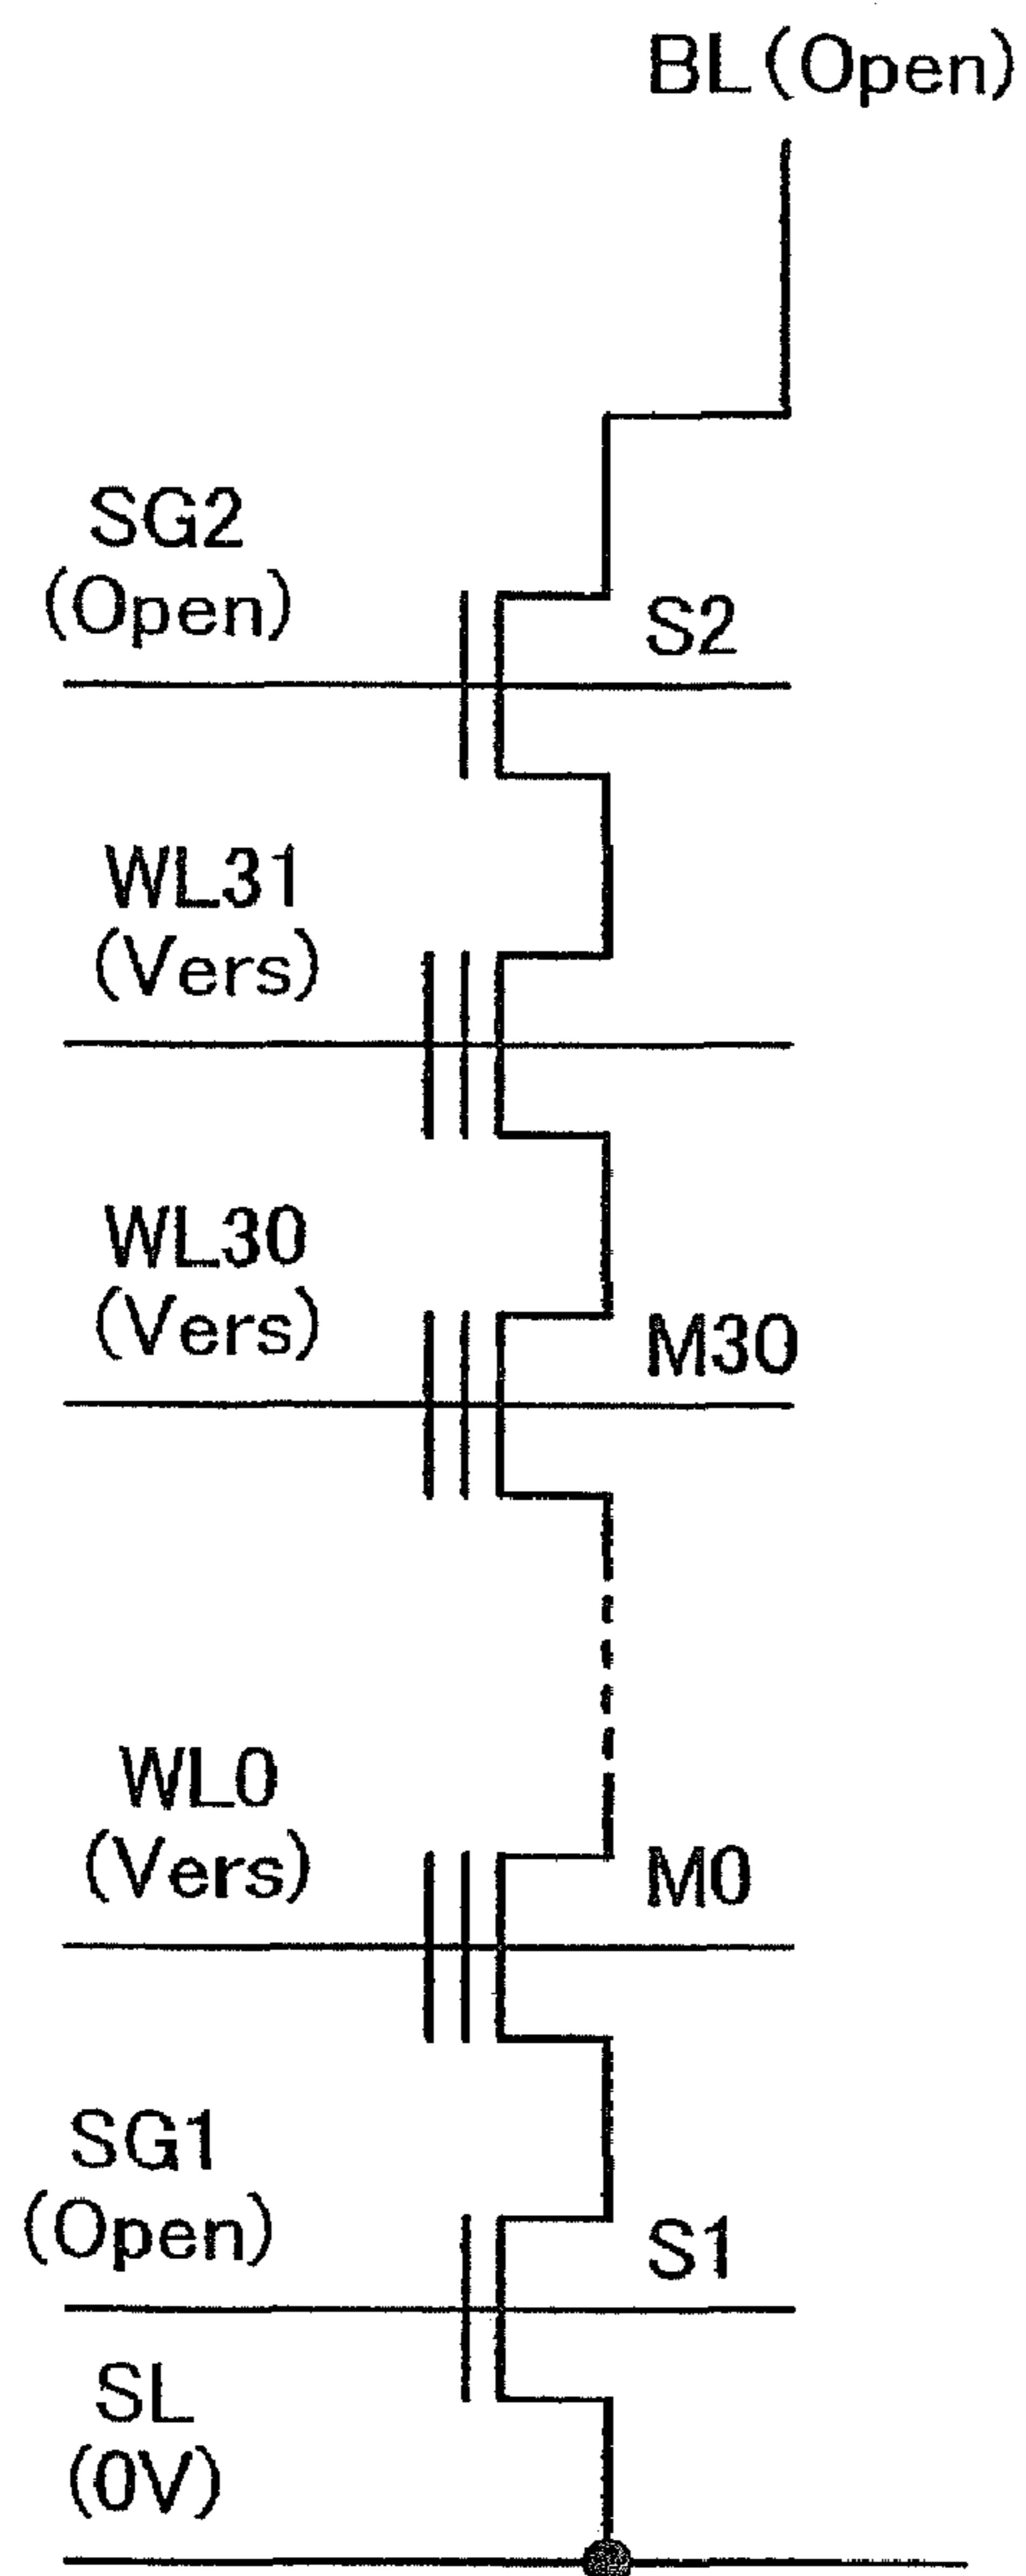 BL(Open)
SG2
(Open)
S2
WL31
(Vers)
WL30
(Vers)
M30
WL0
(Vers)
M0
SG1
(Open)
S1
SL
(0V)